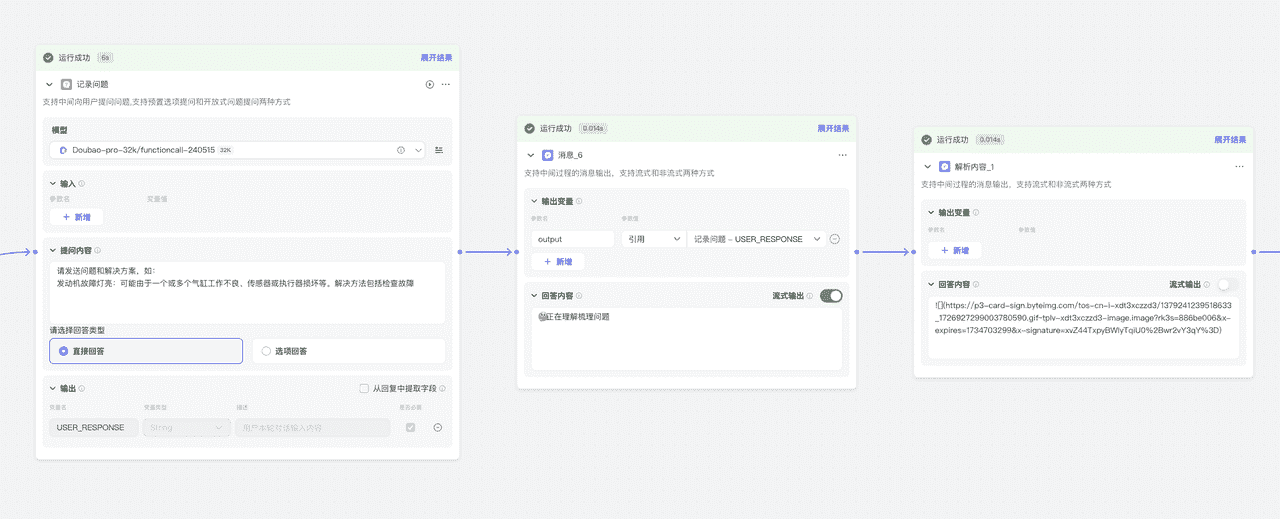 运行成功 6s 展开结果
记录问题
支持中间向用户提问问题,支持预置选项提问和开放式问题提问两种方式
模型
Doubao-pro-32k/functioncall-240515 32K
输入
参数名 变量值
+ 新增
提问内容
请发送问题和解决方案，如：
发动机故障灯亮：可能由于一个或多个气缸工作不良，传感器或执行器损坏等。解决方法包括检查故障
请选择回答类型
直接回答 选项回答
输出 从回复中提取字段
变量名 变量类型 描述 是否必要
USER_RESPONSE String 用户本轮对话输入内容
运行成功 0.014s 展开结果
消息_6
支持中间过程的消息输出，支持流式和非流式两种方式
输出变量
参数名 参数值
output 引用 记录问题 - USER_RESPONSE
+ 新增
回答内容 流式输出
正在理解梳理问题
运行成功 0.014s 展开结果
解析内容_1
支持中间过程的消息输出，支持流式和非流式两种方式
输出变量
参数名 参数值
+ 新增
回答内容 流式输出
![](https://p3-card-sign.byteimg.com/tos-cn-i-xdt3xczzd3/1379241239518633
_1726927299003780590.gif~tplv-xdt3xczzd3-image.image?rk3s=886be006&x-
expires=1734703299&x-signature=xvZ44TxpyBWlyTqiU0%2Bwr2vY3qY%3D)